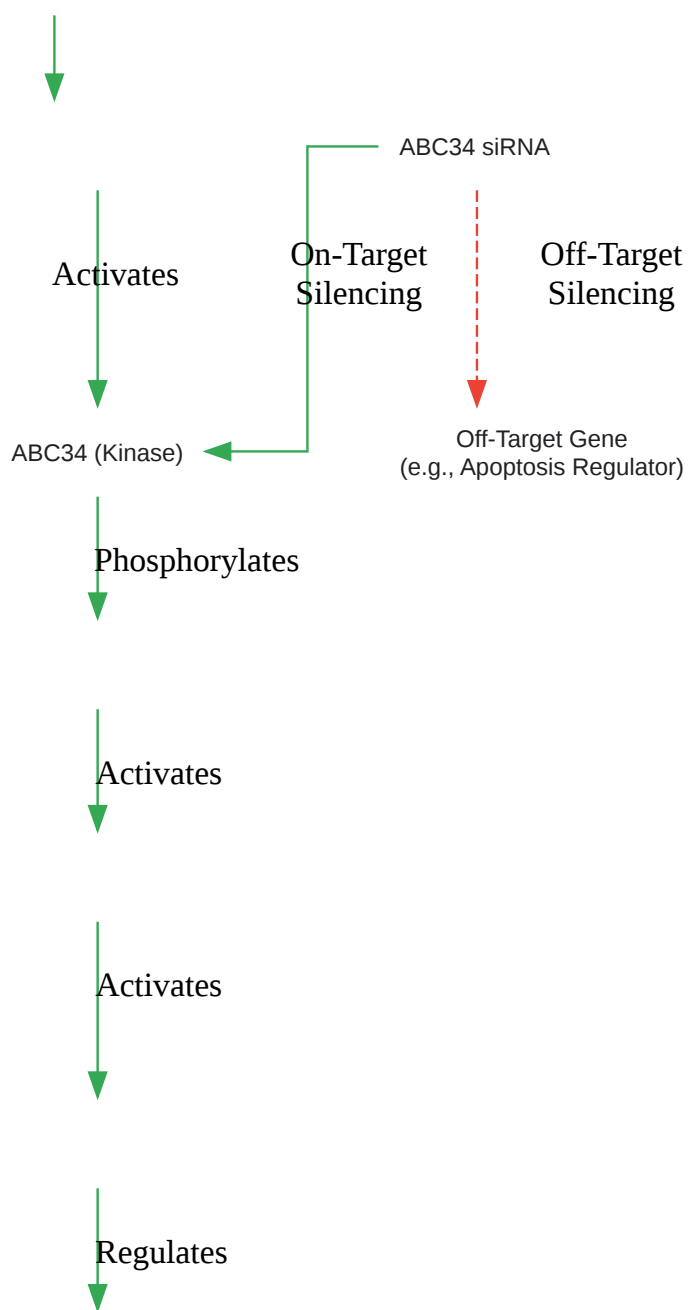 ABC34 siRNA
Activates
On-Target
Silencing
Off-Target
Silencing
ABC34 (Kinase)
Off-Target Gene
(e.g., Apoptosis Regulator)
Phosphorylates
Activates
Activates
Regulates